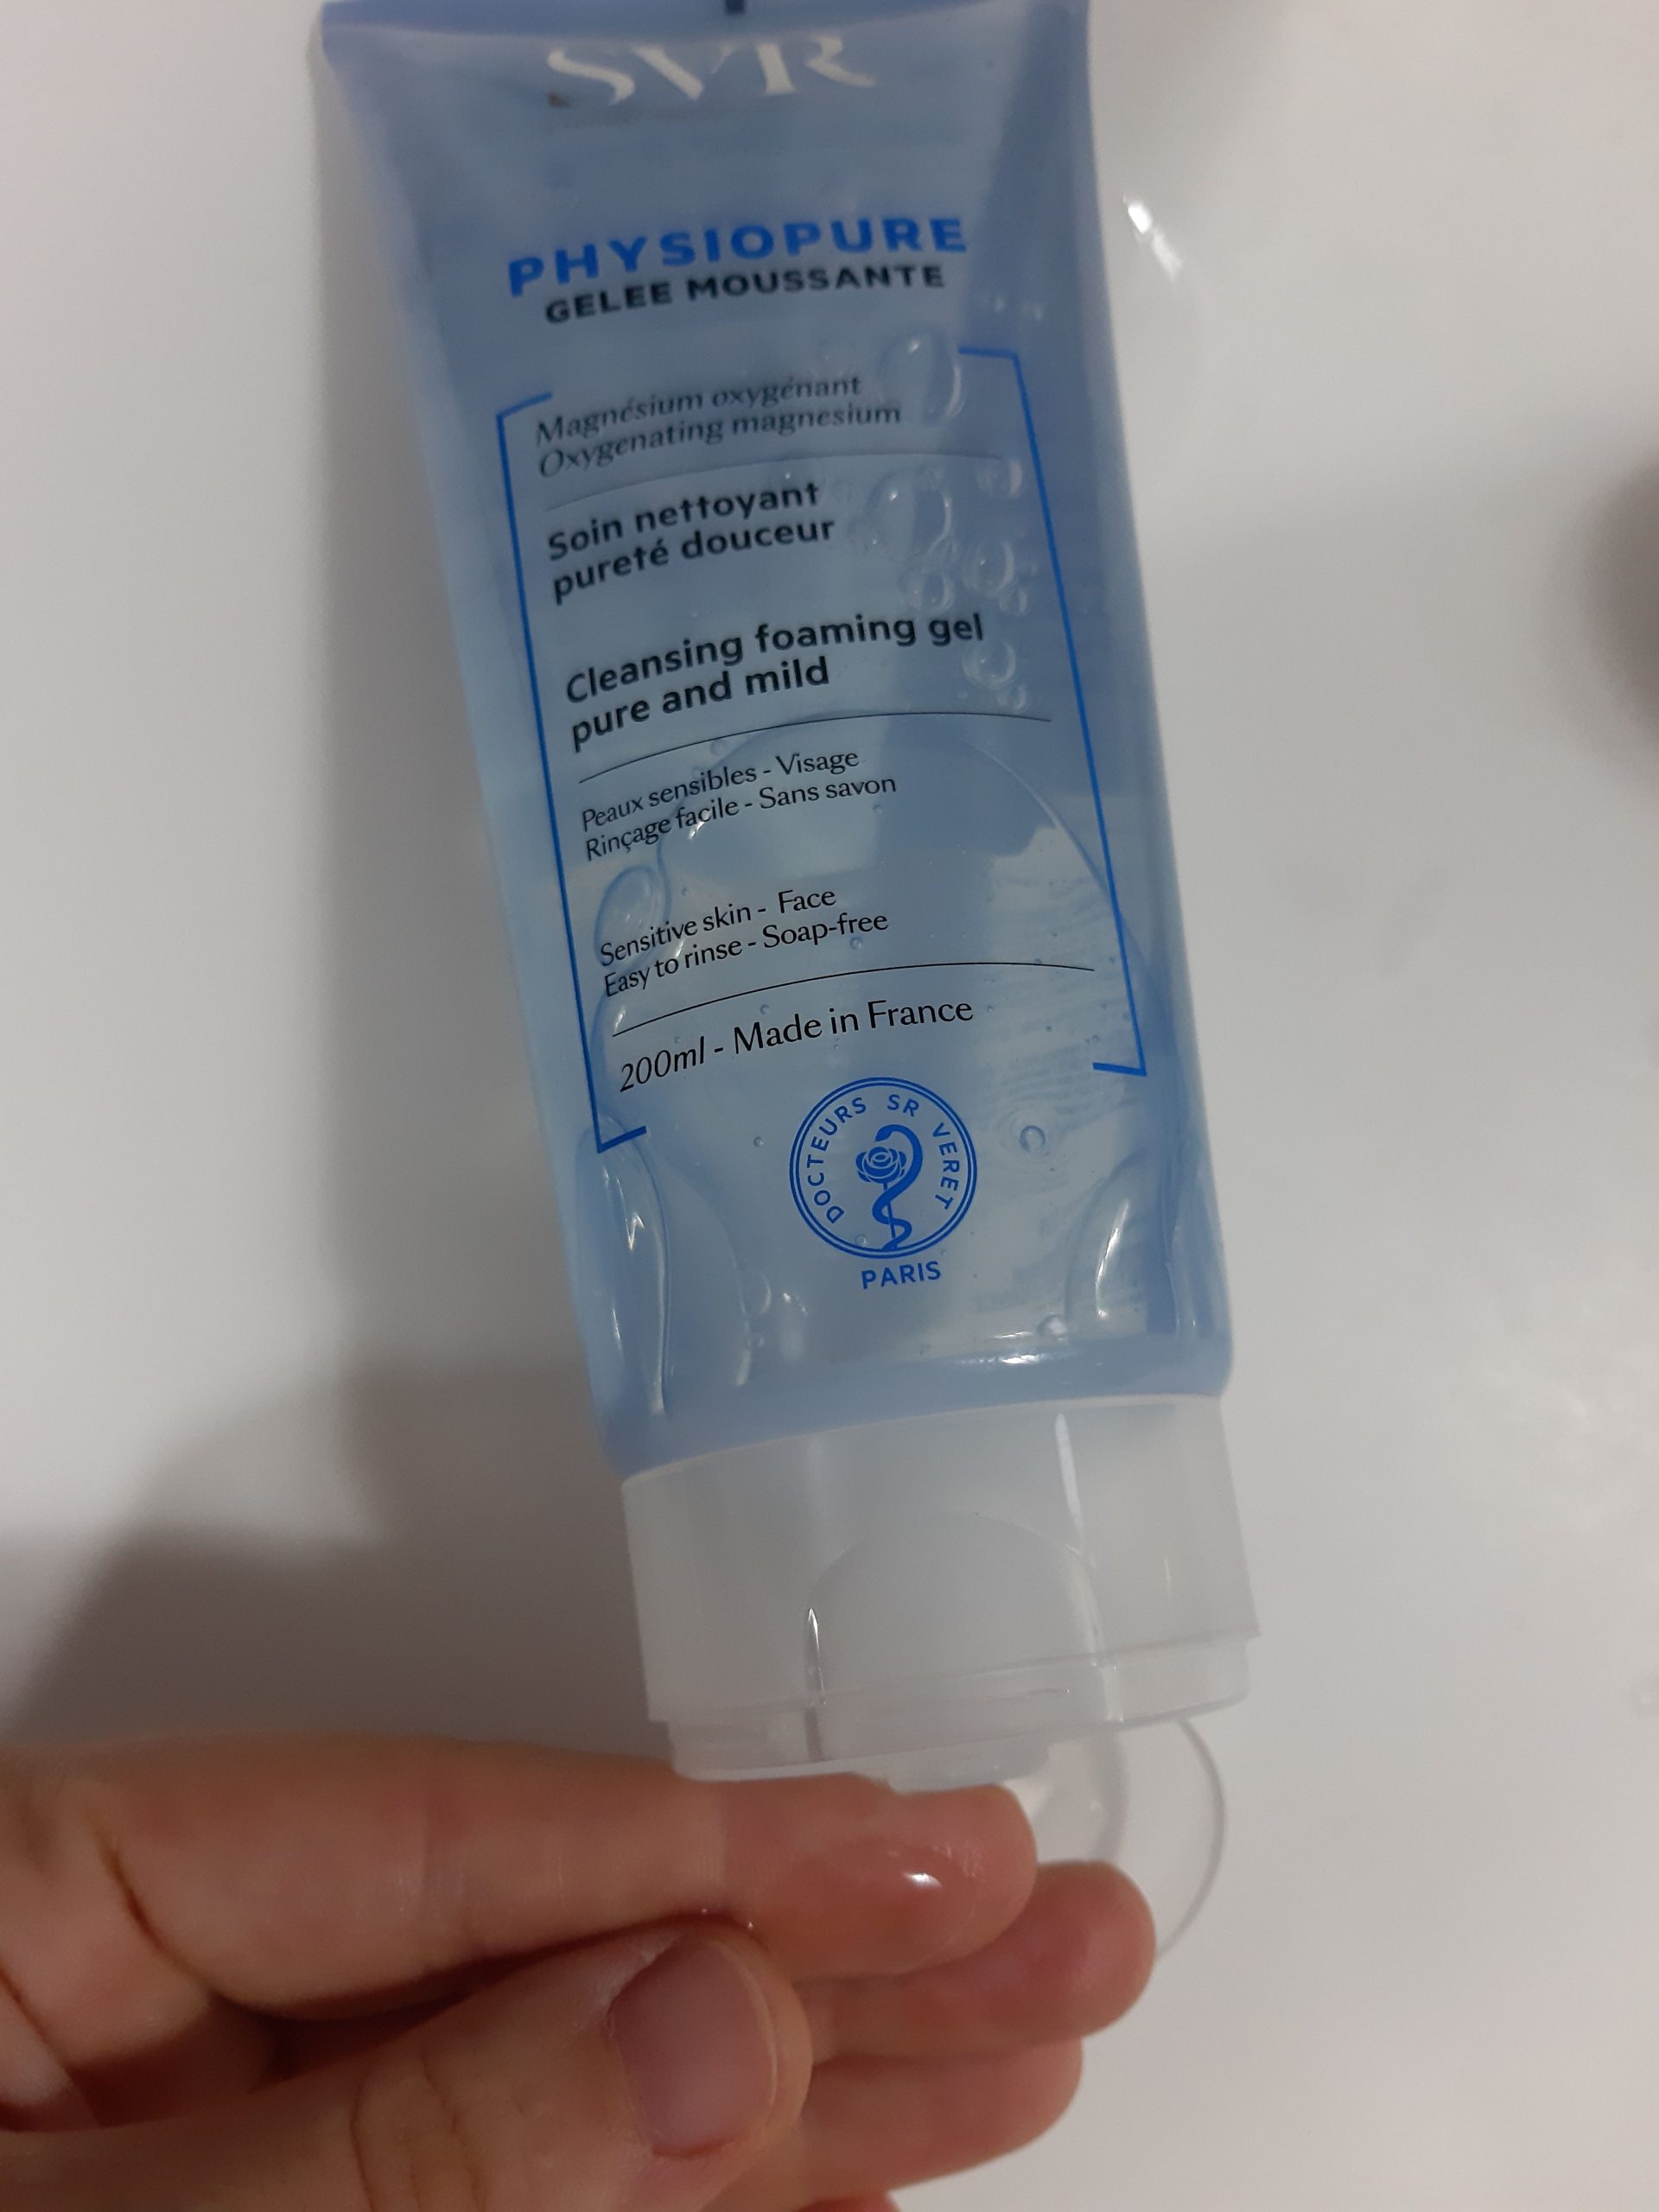 SVR
PHYSIOPURE
GELEE MOUSSANTE
Magnésium oxygénant
Oxygenating magnesium
Soin nettoyant
pureté douceur
Cleansing foaming gel
pure and mild
Peaux sensibles - Visage
Rinçage facile - Sans savon
Sensitive skin - Face
Easy to rinse - Soap-free
200ml - Made in France
DOCTEURS SR VERET
PARIS